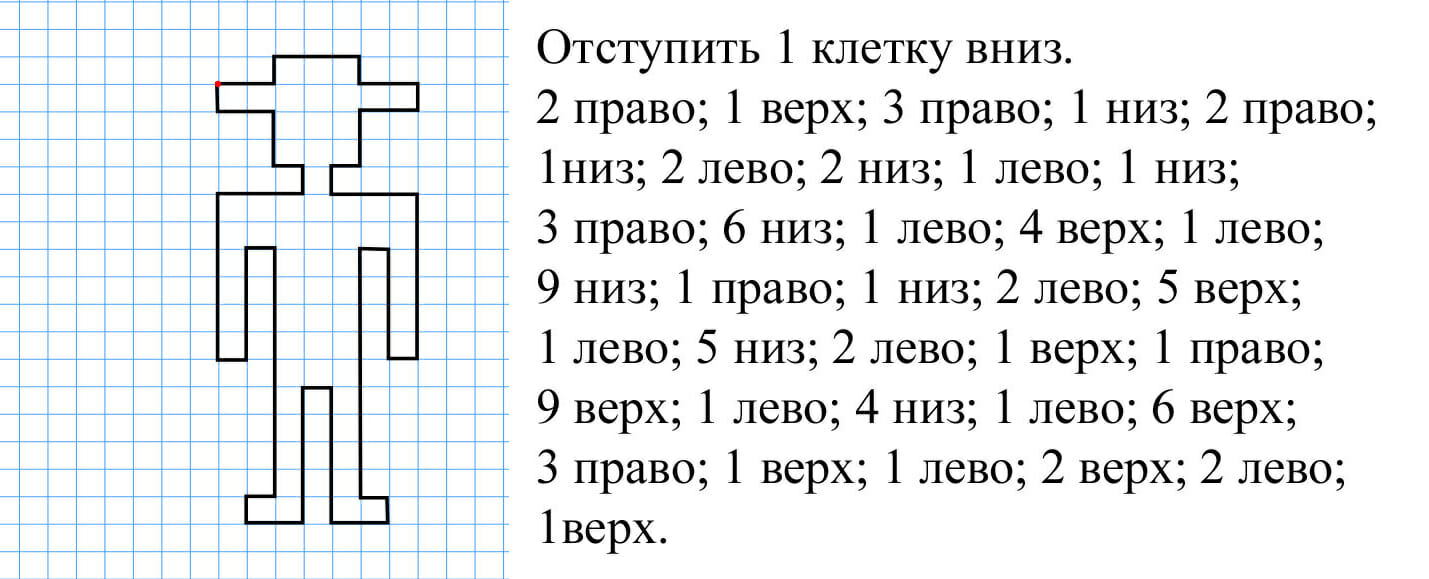 Отступить 1 клетку вниз.
2 право; 1 верх; 3 право; 1 низ; 2 право;
1низ; 2 лево; 2 низ; 1 лево; 1 низ;
3 право; 6 низ; 1 лево; 4 верх; 1 лево;
9 низ; 1 право; 1 низ; 2 лево; 5 верх;
1 лево; 5 низ; 2 лево; 1 верх; 1 право;
9 верх; 1 лево; 4 низ; 1 лево; 6 верх;
3 право; 1 верх; 1 лево; 2 верх; 2 лево;
1верх.